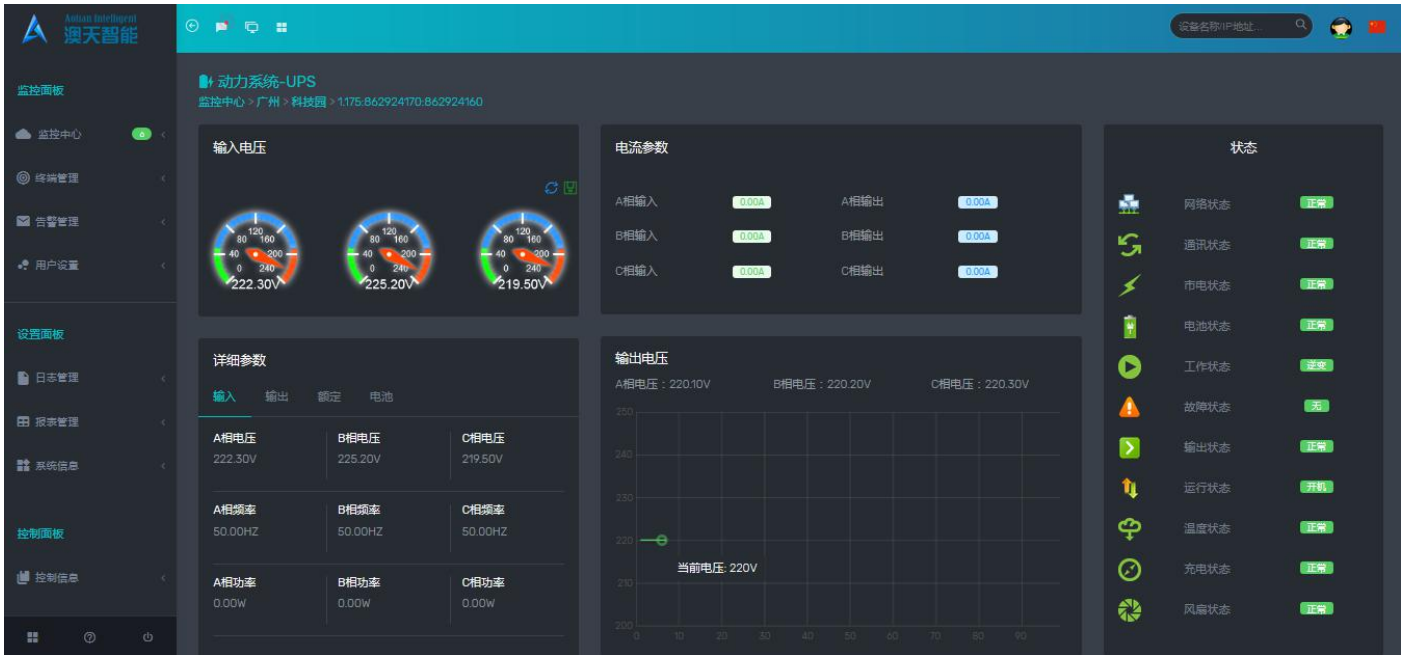 Aotian Intelligent
澳天智能
设备名称/IP地址...
监控面板
监控中心
6
终端管理
告警管理
用户设置
设置面板
日志管理
报表管理
系统信息
控制面板
控制信息
动力系统-UPS
监控中心 > 广州 > 科技园 > 1.175:862924170:862924160
输入电压
0 40 80 120 160 200 240
222.30V
0 40 80 120 160 200 240
225.20V
0 40 80 120 160 200 240
219.50V
电流参数
A相输入 0.00A A相输出 0.00A
B相输入 0.00A B相输出 0.00A
C相输入 0.00A C相输出 0.00A
详细参数
输入 输出 额定 电池
A相电压 B相电压 C相电压
222.30V 225.20V 219.50V
A相频率 B相频率 C相频率
50.00HZ 50.00HZ 50.00HZ
A相功率 B相功率 C相功率
0.00W 0.00W 0.00W
输出电压
A相电压：220.10V B相电压：220.20V C相电压：220.30V
250
240
230
220
当前电压: 220V
210
200
0 10 20 30 40 50 60 70 80 90
状态
网络状态 正常
通讯状态 正常
市电状态 正常
电池状态 正常
工作状态 逆变
故障状态 无
输出状态 正常
运行状态 开机
温度状态 正常
充电状态 正常
风扇状态 正常